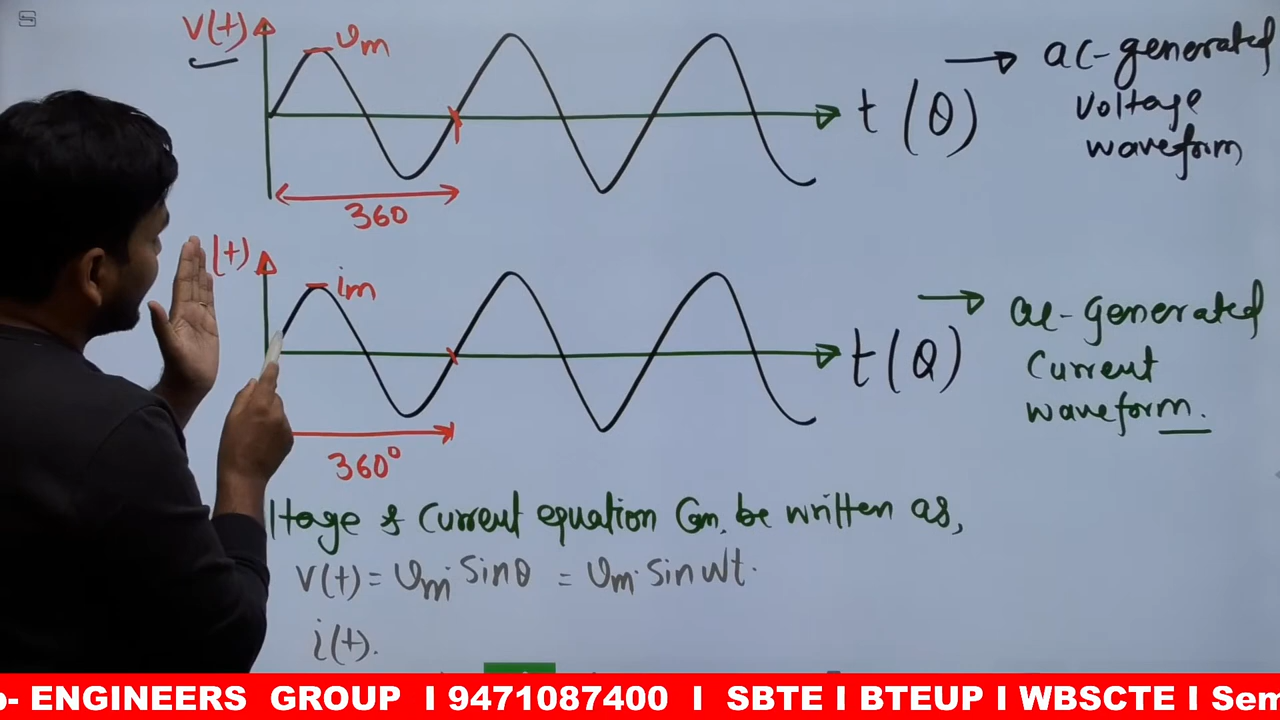 v(t)
vm
t (θ)
→ ac-generated
voltage
waveform
360
(t)
im
t (θ)
→ ac-generated
Current
waveform.
360°
ltage & Current equation Can be written as,
v(t) = vm. sinθ = vm. sin wt.
i(t).
p- ENGINEERS GROUP I 9471087400 I SBTE I BTEUP I WBSCTE I Sem